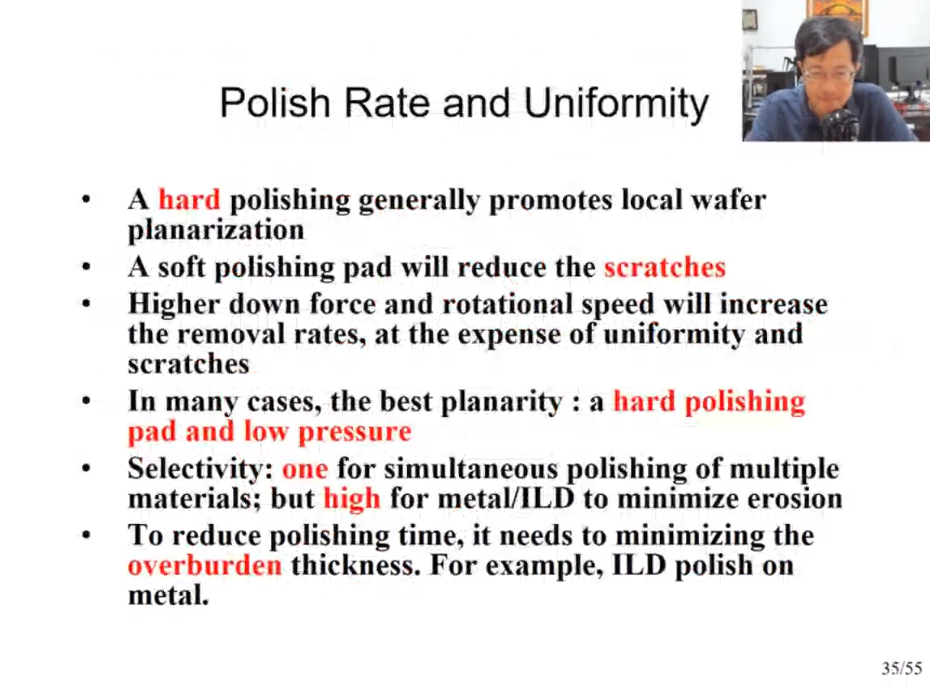 Polish Rate and Uniformity
• A hard polishing generally promotes local wafer
planarization
• A soft polishing pad will reduce the scratches
• Higher down force and rotational speed will increase
the removal rates, at the expense of uniformity and
scratches
• In many cases, the best planarity : a hard polishing
pad and low pressure
• Selectivity: one for simultaneous polishing of multiple
materials; but high for metal/ILD to minimize erosion
• To reduce polishing time, it needs to minimizing the
overburden thickness. For example, ILD polish on
metal.
35/55